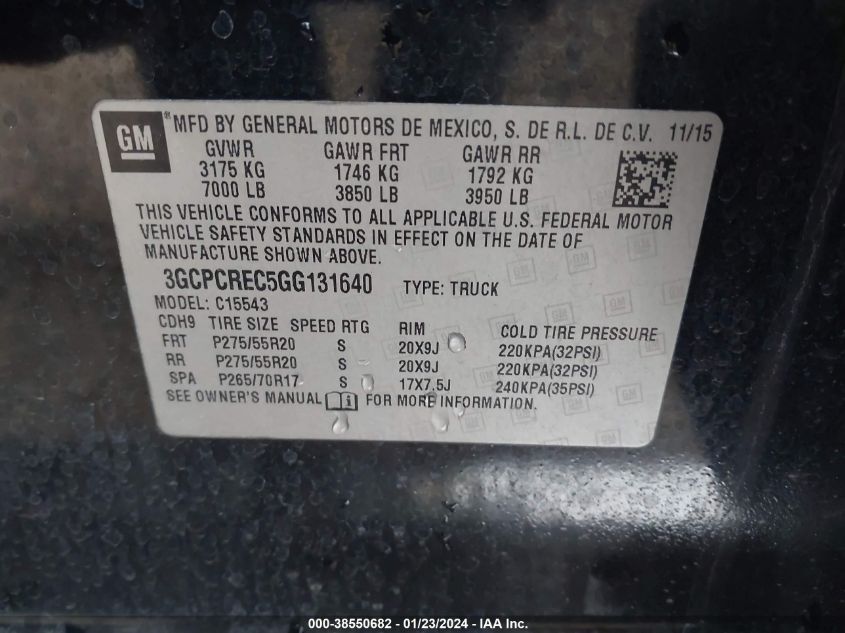 GM ® MFD BY GENERAL MOTORS DE MEXICO, S. DE R.L. DE C.V. 11/15
GVWR GAWR FRT GAWR RR
3175 KG 1746 KG 1792 KG
7000 LB 3850 LB 3950 LB
THIS VEHICLE CONFORMS TO ALL APPLICABLE U.S. FEDERAL MOTOR
VEHICLE SAFETY STANDARDS IN EFFECT ON THE DATE OF
MANUFACTURE SHOWN ABOVE.
3GCPCREC5GG131640 TYPE: TRUCK
MODEL: C15543
CDH9 TIRE SIZE SPEED RTG RIM COLD TIRE PRESSURE
FRT P275/55R20 S 20X9J 220KPA(32PSI)
RR P275/55R20 S 20X9J 220KPA(32PSI)
SPA P265/70R17 S 17X7.5J 240KPA(35PSI)
SEE OWNER'S MANUAL FOR MORE INFORMATION.
000-38550682 - 01/23/2024 - IAA Inc.